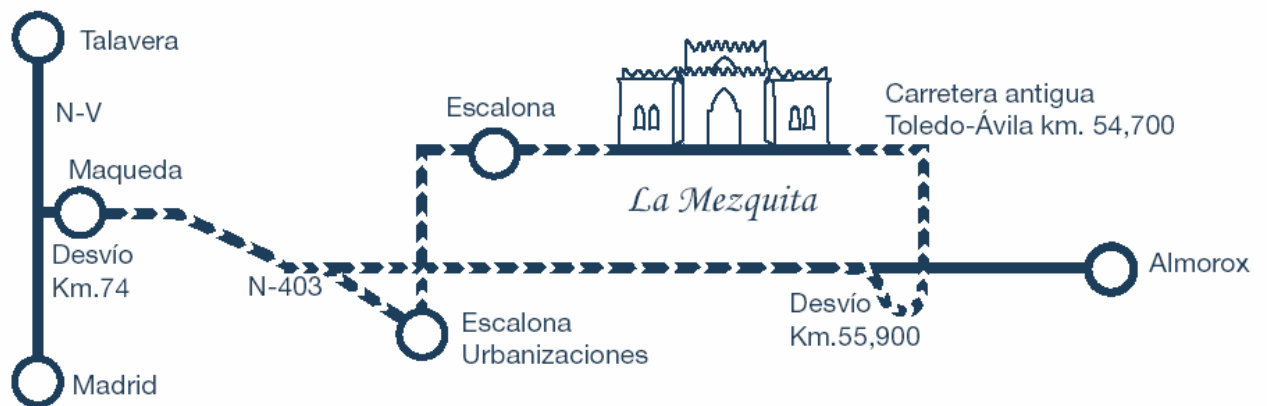 Talavera
N-V
Maqueda
Desvío
Km.74
Madrid
N-403
Escalona
Carretera antigua
Toledo-Ávila km. 54,700
La Mezquita
Escalona
Urbanizaciones
Desvío
Km.55,900
Almorox